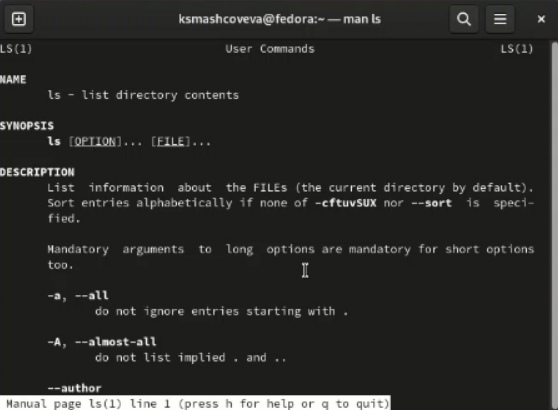 ksmashcoveva@fedora:~ — man ls
LS(1) User Commands LS(1)
NAME
ls - list directory contents
SYNOPSIS
ls [OPTION]... [FILE]...
DESCRIPTION
List information about the FILEs (the current directory by default).
Sort entries alphabetically if none of -cftuvSUX nor --sort is speci-
fied.
Mandatory arguments to long options are mandatory for short options
too.
-a, --all
do not ignore entries starting with .
-A, --almost-all
do not list implied . and ..
--author
Manual page ls(1) line 1 (press h for help or q to quit)